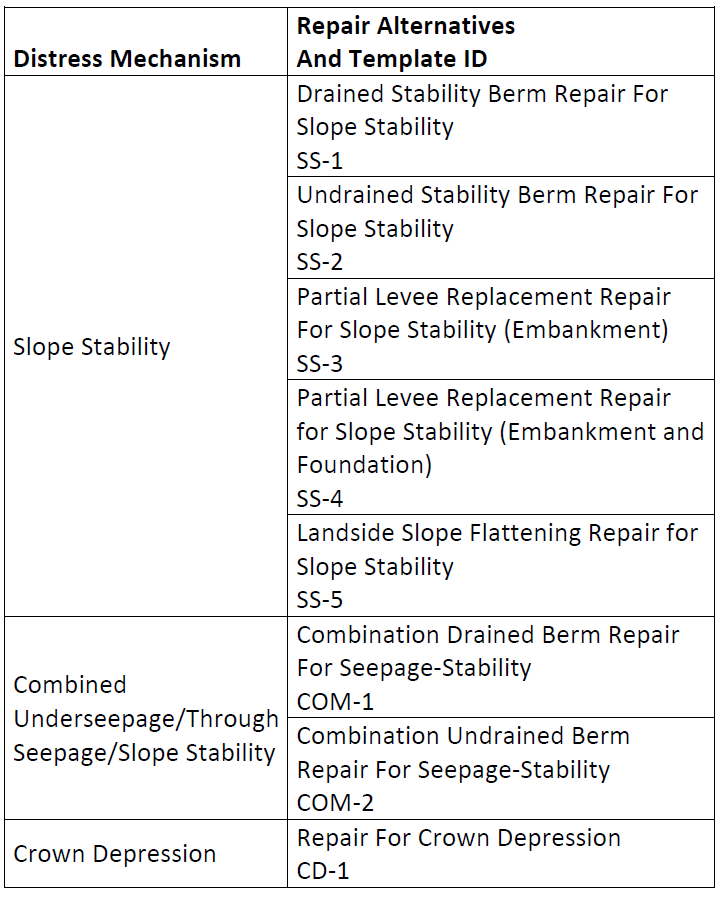 Distress Mechanism
Repair Alternatives
And Template ID
Slope Stability
Drained Stability Berm Repair For
Slope Stability
SS-1
Undrained Stability Berm Repair For
Slope Stability
SS-2
Partial Levee Replacement Repair
For Slope Stability (Embankment)
SS-3
Partial Levee Replacement Repair
for Slope Stability (Embankment and
Foundation)
SS-4
Landside Slope Flattening Repair for
Slope Stability
SS-5
Combined
Underseepage/Through
Seepage/Slope Stability
Combination Drained Berm Repair
For Seepage-Stability
COM-1
Combination Undrained Berm
Repair For Seepage-Stability
COM-2
Crown Depression
Repair For Crown Depression
CD-1